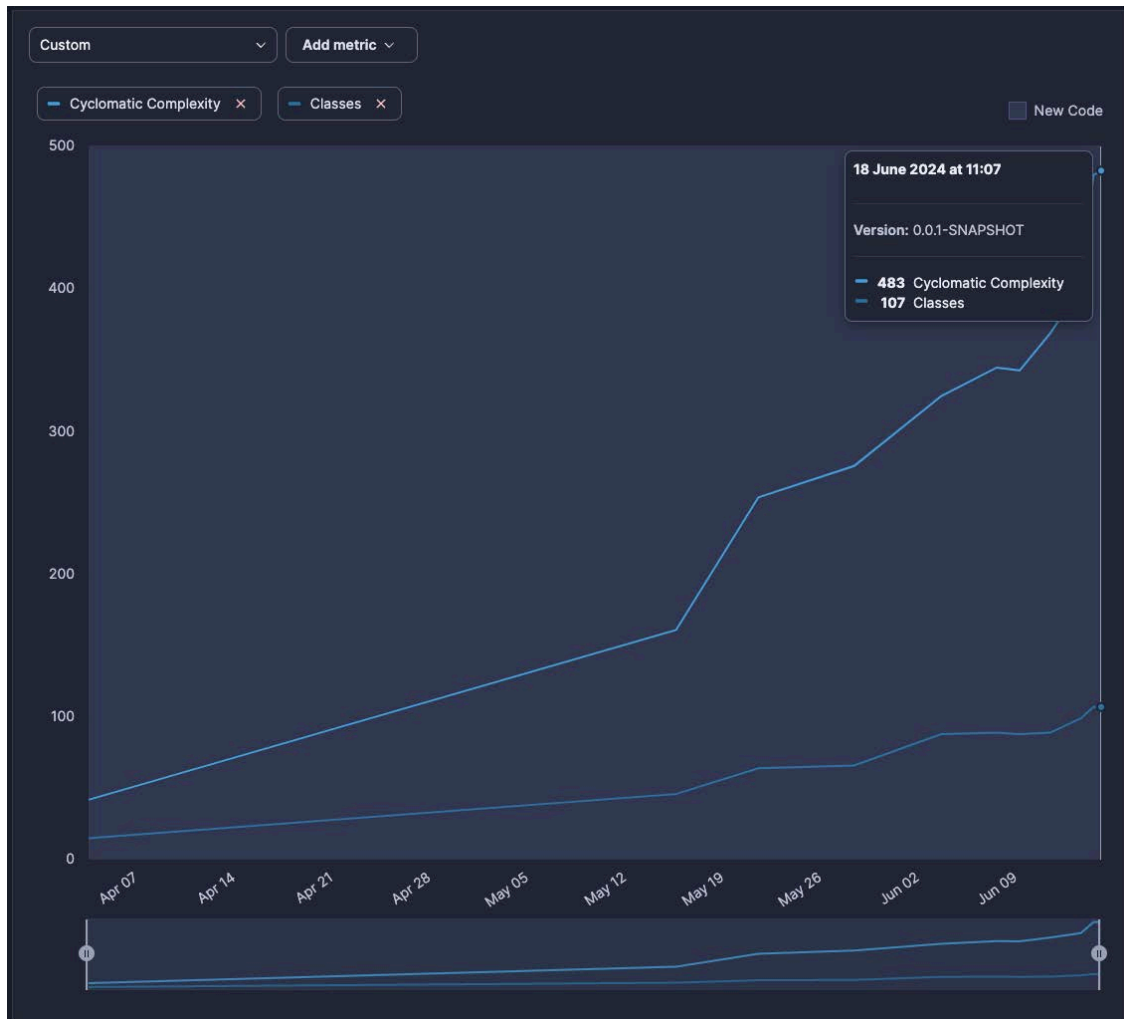 Custom
Add metric
Cyclomatic Complexity ×
Classes ×
New Code
500
18 June 2024 at 11:07
Version: 0.0.1-SNAPSHOT
483 Cyclomatic Complexity
107 Classes
400
300
200
100
0
Apr 07
Apr 14
Apr 21
Apr 28
May 05
May 12
May 19
May 26
Jun 02
Jun 09